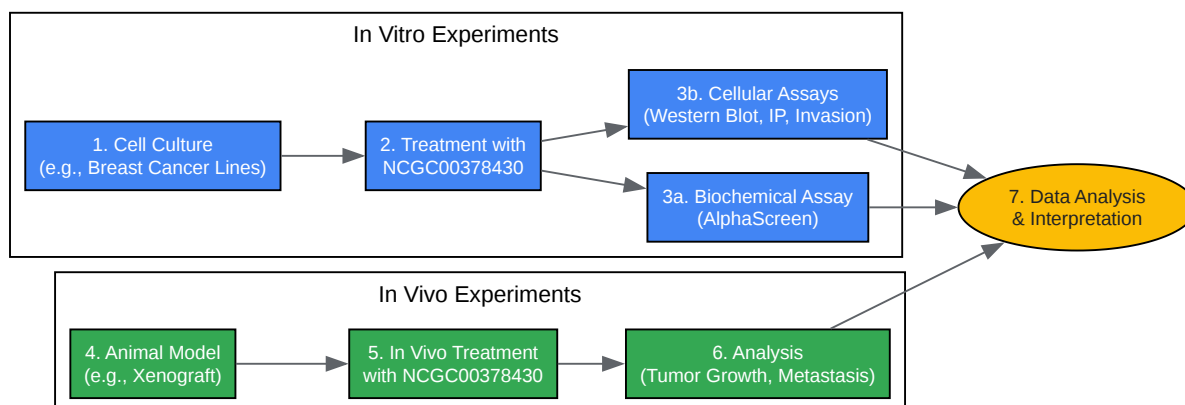 In Vitro Experiments
1. Cell Culture
(e.g., Breast Cancer Lines)
2. Treatment with
NCGC00378430
3b. Cellular Assays
(Western Blot, IP, Invasion)
3a. Biochemical Assay
(AlphaScreen)
7. Data Analysis
& Interpretation
In Vivo Experiments
4. Animal Model
(e.g., Xenograft)
5. In Vivo Treatment
with NCGC00378430
6. Analysis
(Tumor Growth, Metastasis)